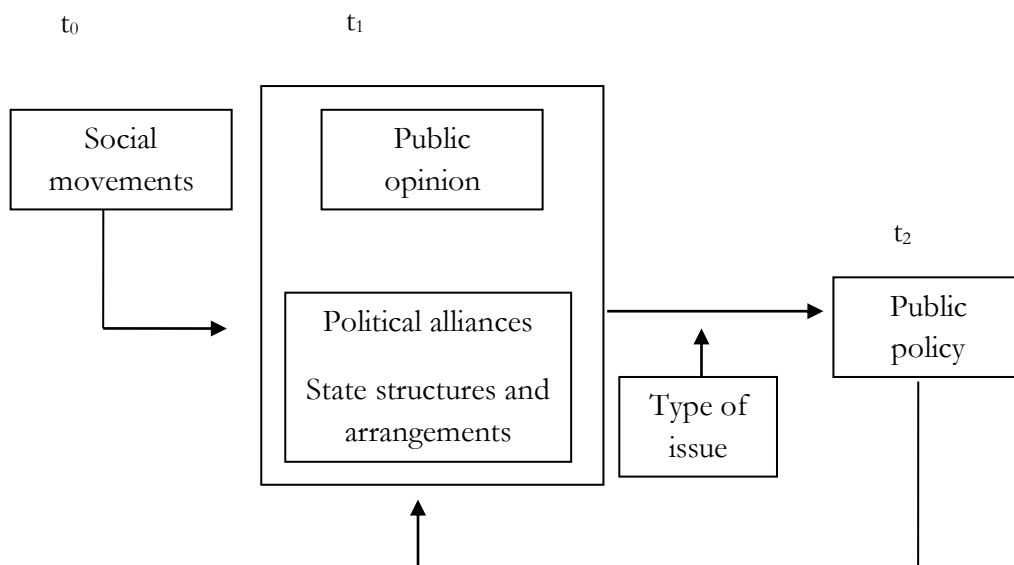 t₀
t₁
Social
movements
Public
opinion
t₂
Political alliances
State structures and
arrangements
Public
policy
Type of
issue